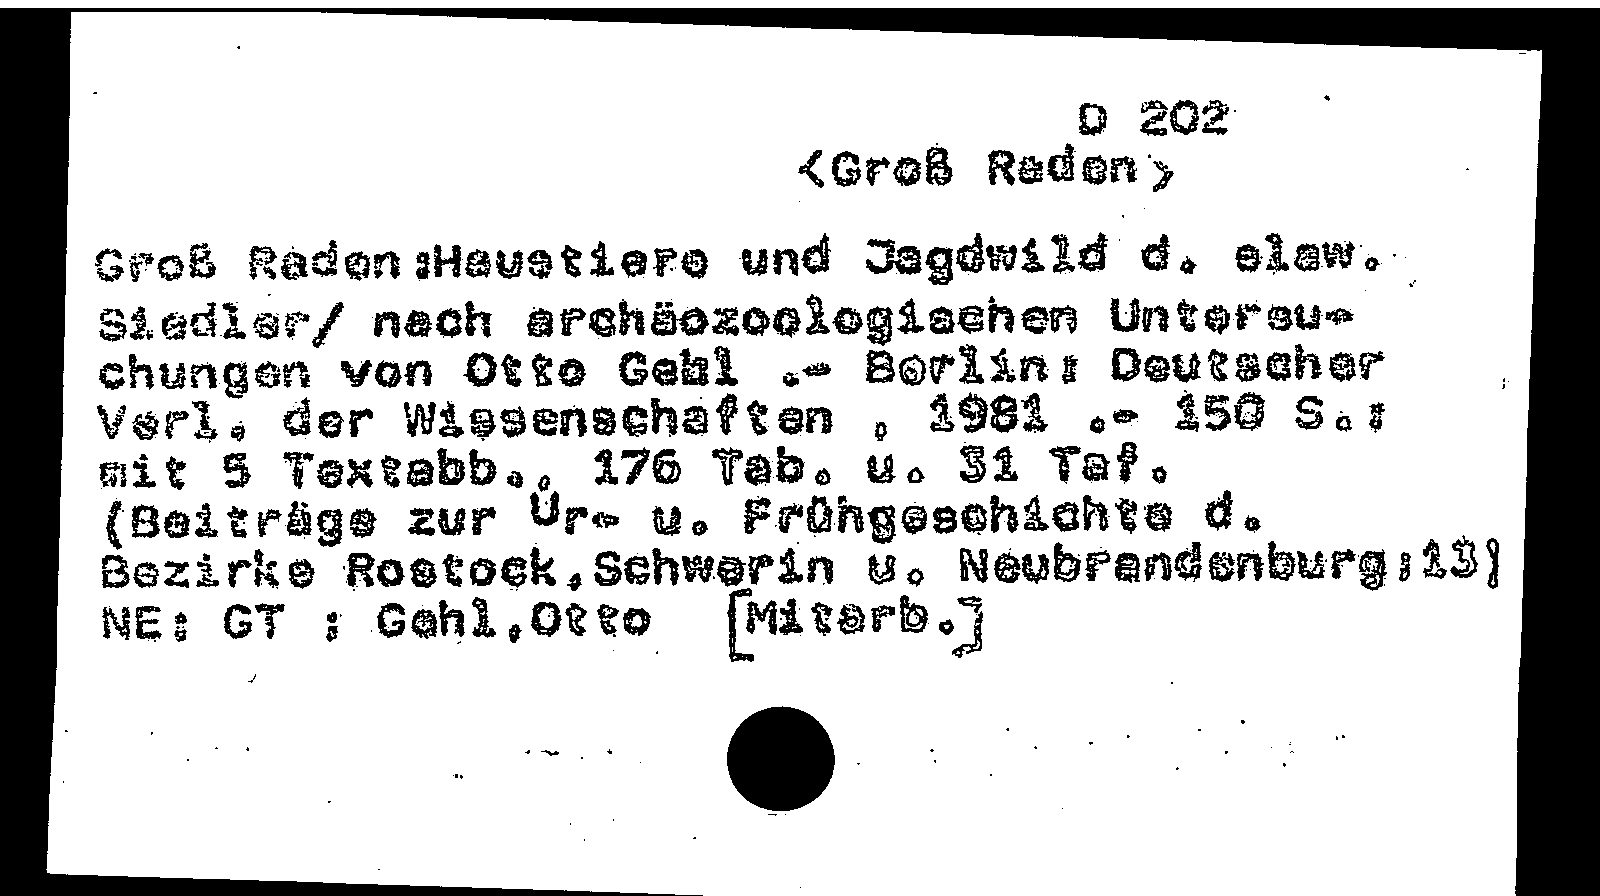 D 202
<Groß Raden>
Groß Raden:Haustiere und Jagdwild d. slaw.
Siedler/ nach archäozoologischen Untersu-
chungen von Otto Gehl .- Berlin: Deutscher
Verl. der Wissenschaften , 1981 .- 150 S.:
mit 5 Textabb., 176 Tab. u. 31 Taf.
(Beiträge zur Ur- u. Frühgeschichte d.
Bezirke Rostock,Schwerin u. Neubrandenburg;13)
NE: GT ; Gehl,Otto [Mitarb.]